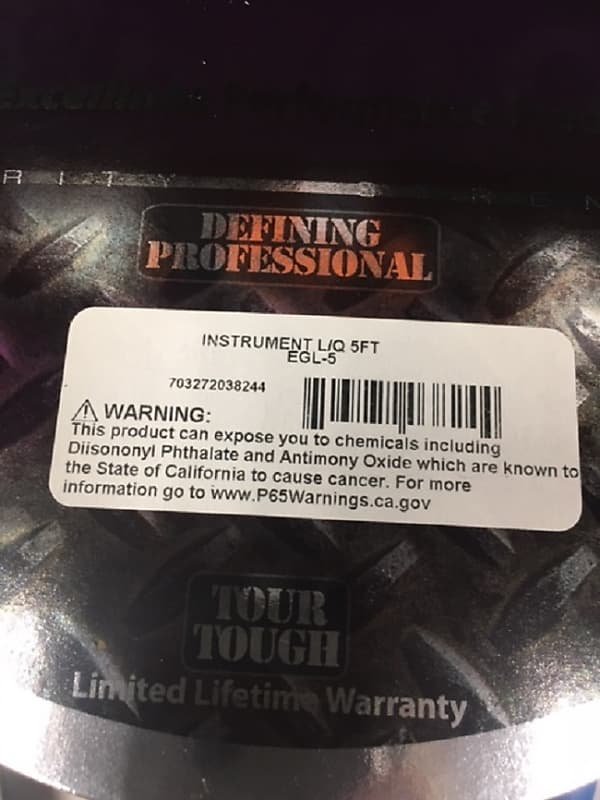 DEFINING
PROFESSIONAL
INSTRUMENT L/Q 5FT
EGL-5
703272038244
WARNING:
This product can expose you to chemicals including
Diisononyl Phthalate and Antimony Oxide which are known to
the State of California to cause cancer. For more
information go to www.P65Warnings.ca.gov
TOUR
TOUGH
Limited Lifetime Warranty